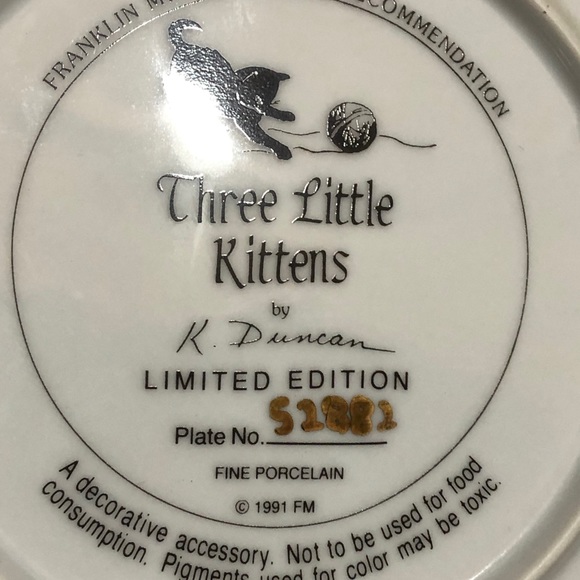 FRANKLIN
RECOMMENDATION
Three Little
Kittens
by
K. Duncan
LIMITED EDITION
Plate No.
FINE PORCELAIN
© 1991 FM
A decorative accessory. Not to be used for food
consumption. Pigments used for color may be toxic.